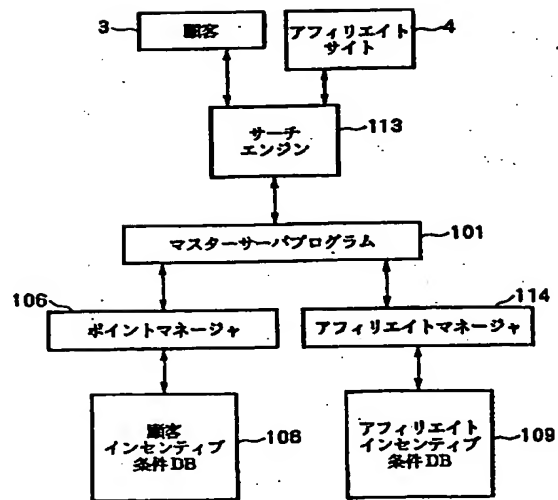 3
顧客
アフィリエイト
サイト
4
サーチ
エンジン
113
マスターサーバプログラム
101
106
ポイントマネージャ
114
アフィリエイトマネージャ
顧客
インセンティブ
条件DB
108
アフィリエイト
インセンティブ
条件DB
109